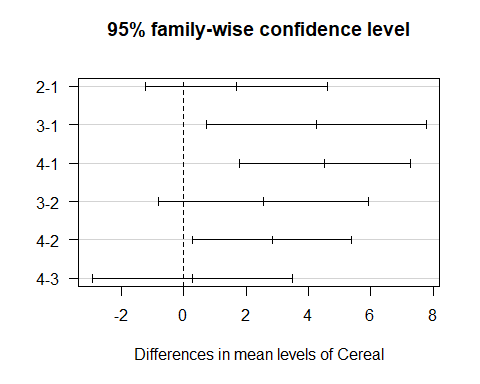 95% family-wise confidence level
2-1
3-1
4-1
3-2
4-2
4-3
-2 0 2 4 6 8
Differences in mean levels of Cereal